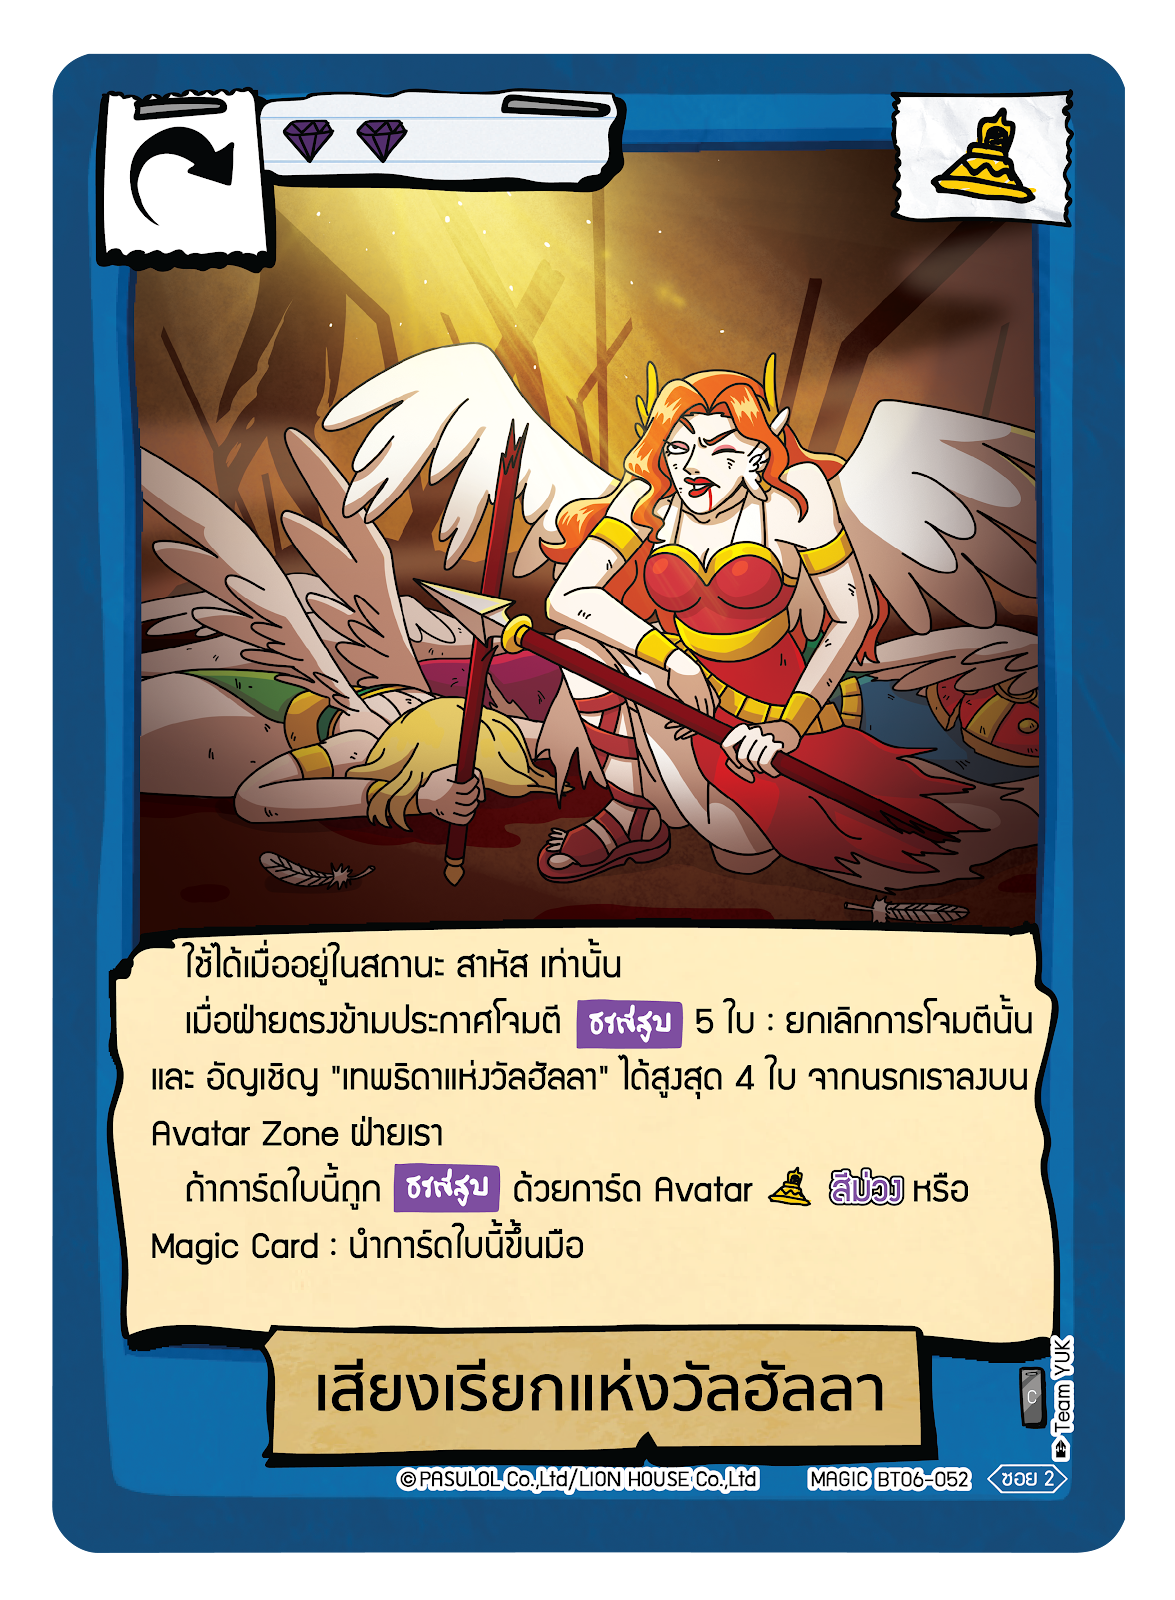 ใช้ได้เมื่ออยู่ในสถานะ สาหัส เท่านั้น
เมื่อฝ่ายตรงข้ามประกาศโจมตี ธรณีสูบ 5 ใบ : ยกเลิกการโจมตีนั้น
และ อัญเชิญ "เทพธิดาแห่งวัลฮัลลา" ได้สูงสุด 4 ใบ จากนรกเราลงบน
Avatar Zone ฝ่ายเรา
ถ้าการ์ดใบนี้ถูก ธรณีสูบ ด้วยการ์ด Avatar สีม่วง หรือ
Magic Card : นำการ์ดใบนี้ขึ้นมือ
เสียงเรียกแห่งวัลฮัลลา
C
Team YUK
©PASULOL Co.,Ltd/LION HOUSE Co.,Ltd MAGIC BT06-052 ซอย 2